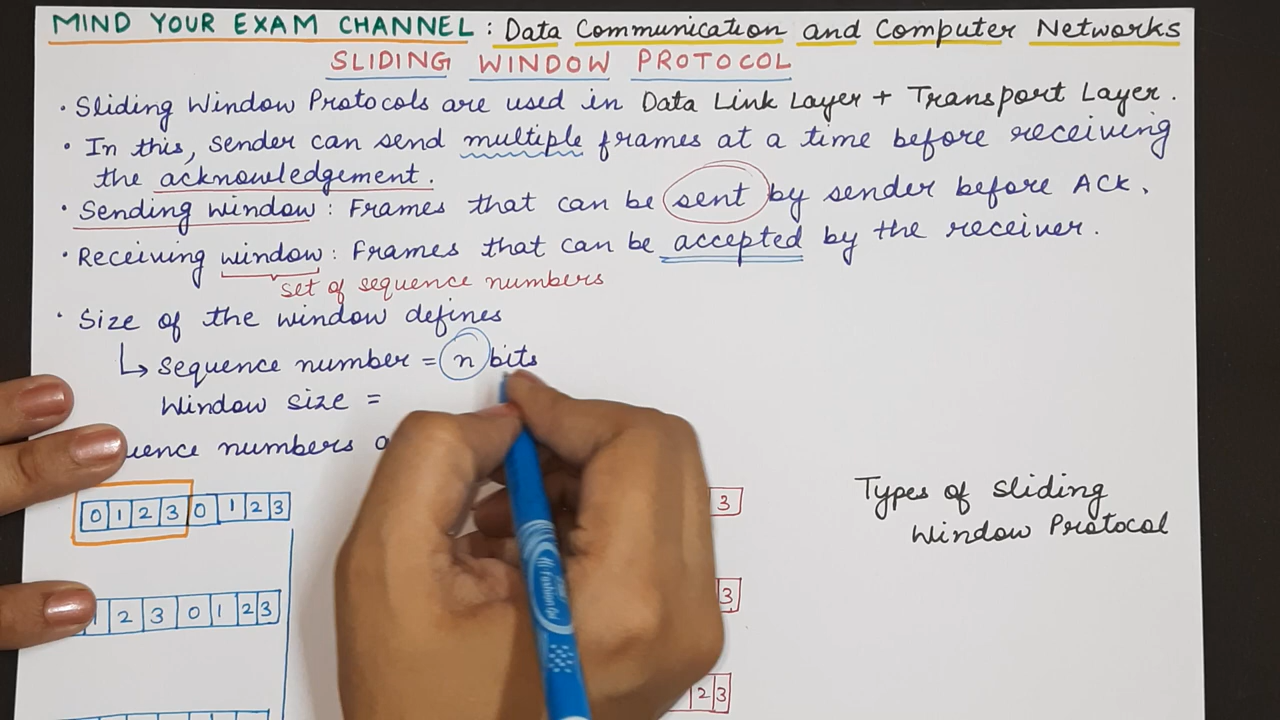 MIND YOUR EXAM CHANNEL : Data Communication and Computer Networks
SLIDING WINDOW PROTOCOL
• Sliding Window Protocols are used in Data Link Layer + Transport Layer.
• In this, sender can send multiple frames at a time before receiving
the acknowledgement.
• Sending window : Frames that can be sent by sender before ACK.
• Receiving window : Frames that can be accepted by the receiver.
set of sequence numbers
• Size of the window defines
↳ sequence number = n bits
Window size =
numbers
0 1 2 3 0 1 2 3
3
Types of sliding
Window Protocol
1 2 3 0 1 2 3
3
2 3